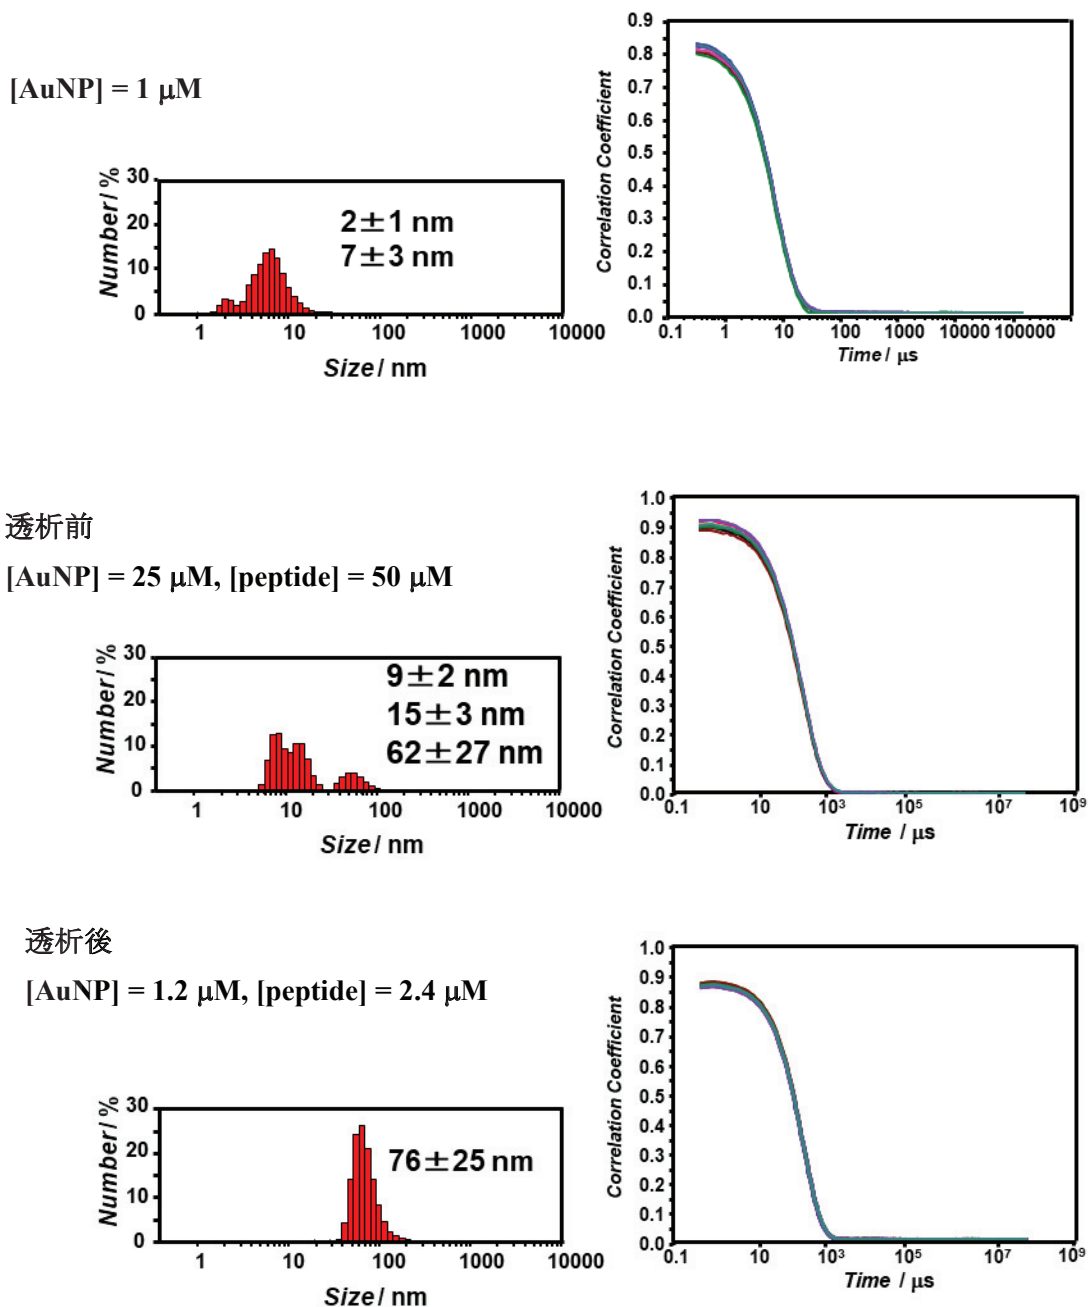 [AuNP] = 1 μM
Number / %
30
20
10
0
2±1 nm
7±3 nm
1 10 100 1000 10000
Size / nm
Correlation Coefficient
0.9
0.8
0.7
0.6
0.5
0.4
0.3
0.2
0.1
0.0
0.1 1 10 100 1000 10000 100000
Time / μs
透析前
[AuNP] = 25 μM, [peptide] = 50 μM
Number / %
30
20
10
0
9±2 nm
15±3 nm
62±27 nm
1 10 100 1000 10000
Size / nm
Correlation Coefficient
1.0
0.9
0.8
0.7
0.6
0.5
0.4
0.3
0.2
0.1
0.0
0.1 10 10³ 10⁵ 10⁷ 10⁹
Time / μs
透析後
[AuNP] = 1.2 μM, [peptide] = 2.4 μM
Number / %
30
20
10
0
76±25 nm
1 10 100 1000 10000
Size / nm
Correlation Coefficient
1.0
0.9
0.8
0.7
0.6
0.5
0.4
0.3
0.2
0.1
0.0
0.1 10 10³ 10⁵ 10⁷ 10⁹
Time / μs